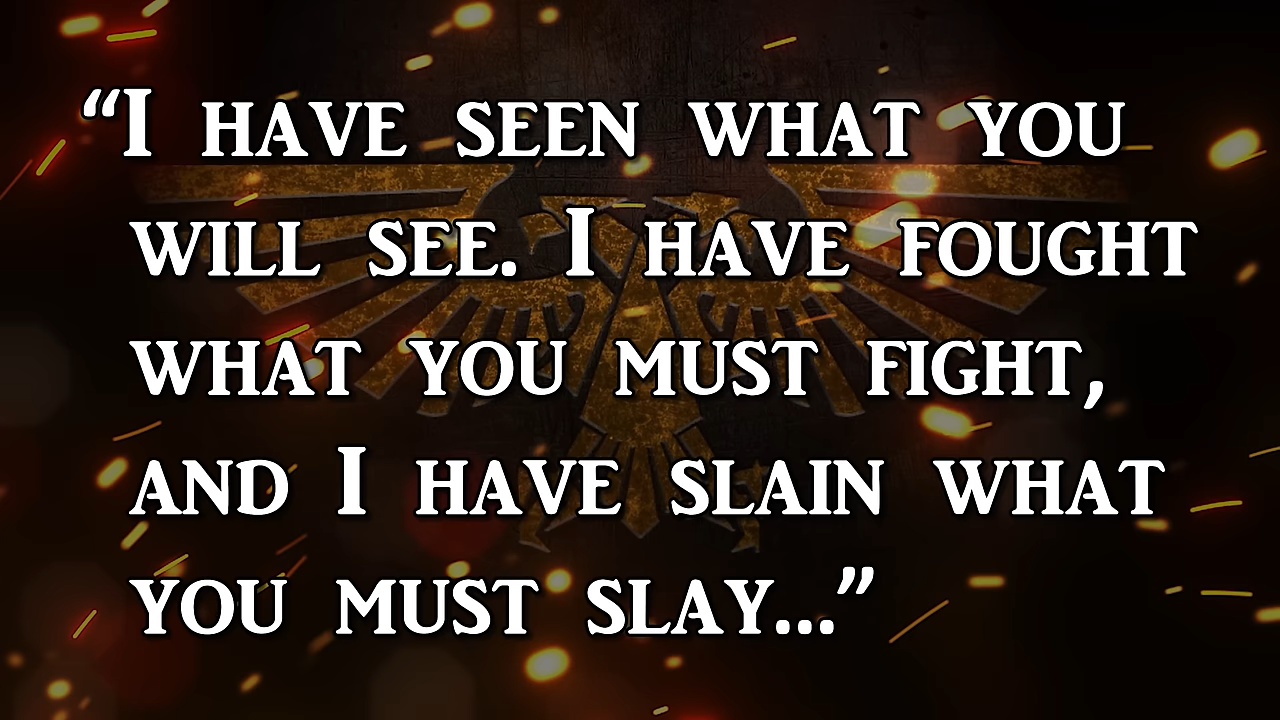 “I HAVE SEEN WHAT YOU
WILL SEE. I HAVE FOUGHT
WHAT YOU MUST FIGHT,
AND I HAVE SLAIN WHAT
YOU MUST SLAY...”